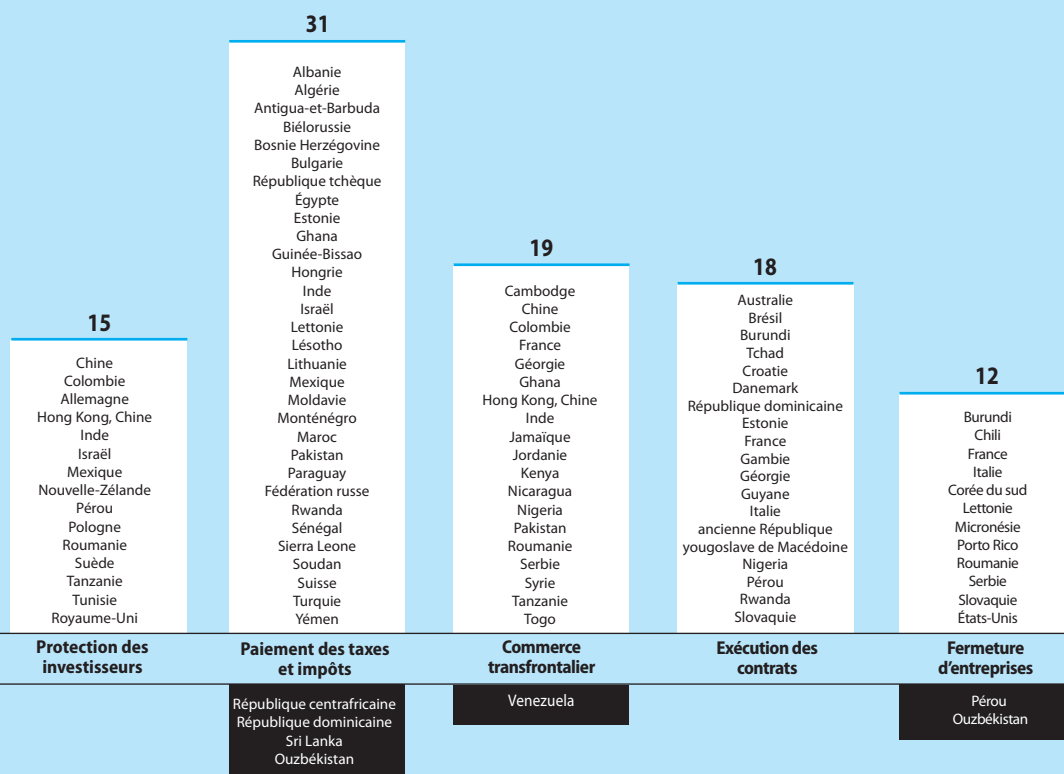 15
Chine
Colombie
Allemagne
Hong Kong, Chine
Inde
Israël
Mexique
Nouvelle-Zélande
Pérou
Pologne
Roumanie
Suède
Tanzanie
Tunisie
Royaume-Uni
Protection des
investisseurs
31
Albanie
Algérie
Antigua-et-Barbuda
Biélorussie
Bosnie Herzégovine
Bulgarie
République tchèque
Égypte
Estonie
Ghana
Guinée-Bissao
Hongrie
Inde
Israël
Lettonie
Lésotho
Lithuanie
Mexique
Moldavie
Monténégro
Maroc
Pakistan
Paraguay
Fédération russe
Rwanda
Sénégal
Sierra Leone
Soudan
Suisse
Turquie
Yémen
Paiement des taxes
et impôts
République centrafricaine
République dominicaine
Sri Lanka
Ouzbékistan
19
Cambodge
Chine
Colombie
France
Géorgie
Ghana
Hong Kong, Chine
Inde
Jamaïque
Jordanie
Kenya
Nicaragua
Nigeria
Pakistan
Roumanie
Serbie
Syrie
Tanzanie
Togo
Commerce
transfrontalier
Venezuela
18
Australie
Brésil
Burundi
Tchad
Croatie
Danemark
République dominicaine
Estonie
France
Gambie
Géorgie
Guyane
Italie
ancienne République
yougoslave de Macédoine
Nigeria
Pérou
Rwanda
Slovaquie
Exécution des
contrats
12
Burundi
Chili
France
Italie
Corée du sud
Lettonie
Micronésie
Porto Rico
Roumanie
Serbie
Slovaquie
États-Unis
Fermeture
d'entreprises
Pérou
Ouzbékistan